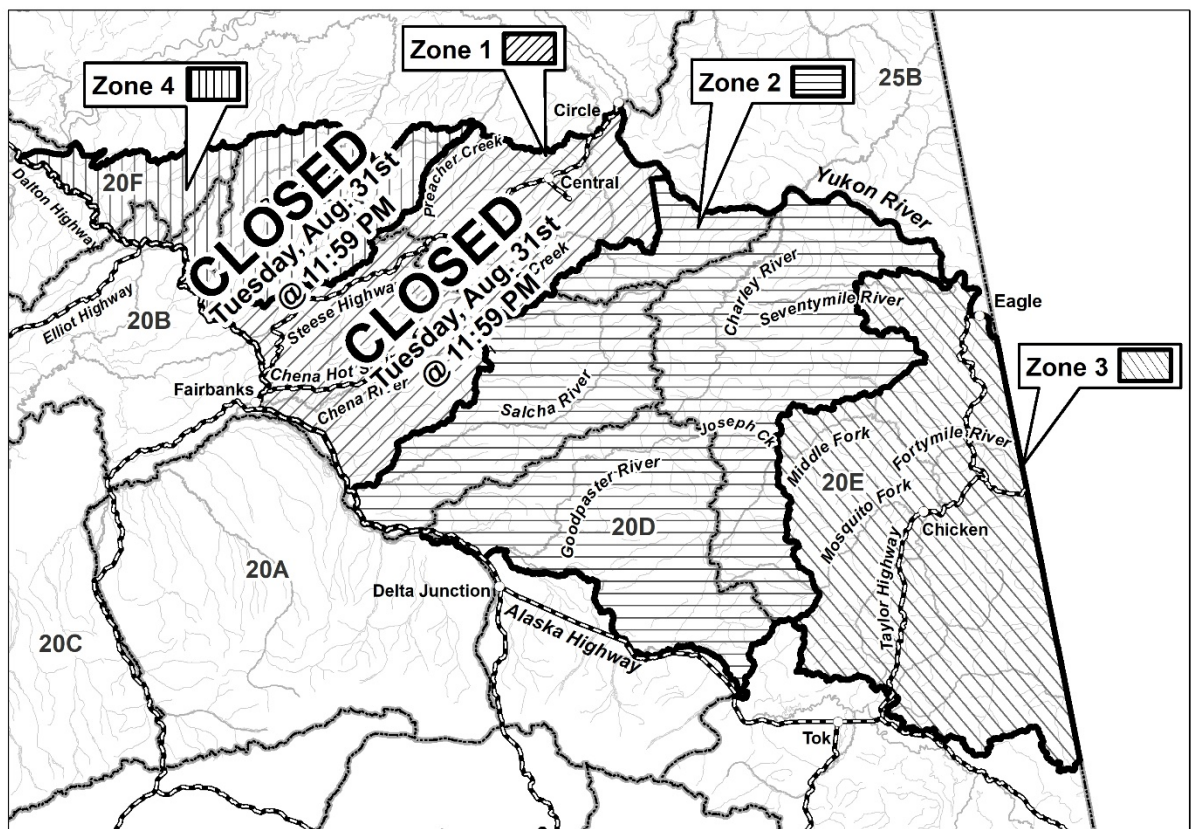 Zone 1
Zone 4
Zone 2
25B
Circle
Preacher Creek
Central
20F
Dalton Highway
CLOSED
Tuesday, Aug. 31st
@ 11:59 PM
Yukon River
CLOSED
Tuesday, Aug. 31st
@ 11:59 PM
Creek
Steese Highwa
Elliot Highway
20B
Charley River
Seventymile River
Eagle
Zone 3
Chena Hot S
Fairbanks
Chena River
Salcha River
Joseph Ck
Middle Fork
Fortymile River
20E
Goodpaster River
Mosquito Fork
20D
Chicken
20A
Taylor Highway
Delta Junction
Alaska Highway
20C
Tok